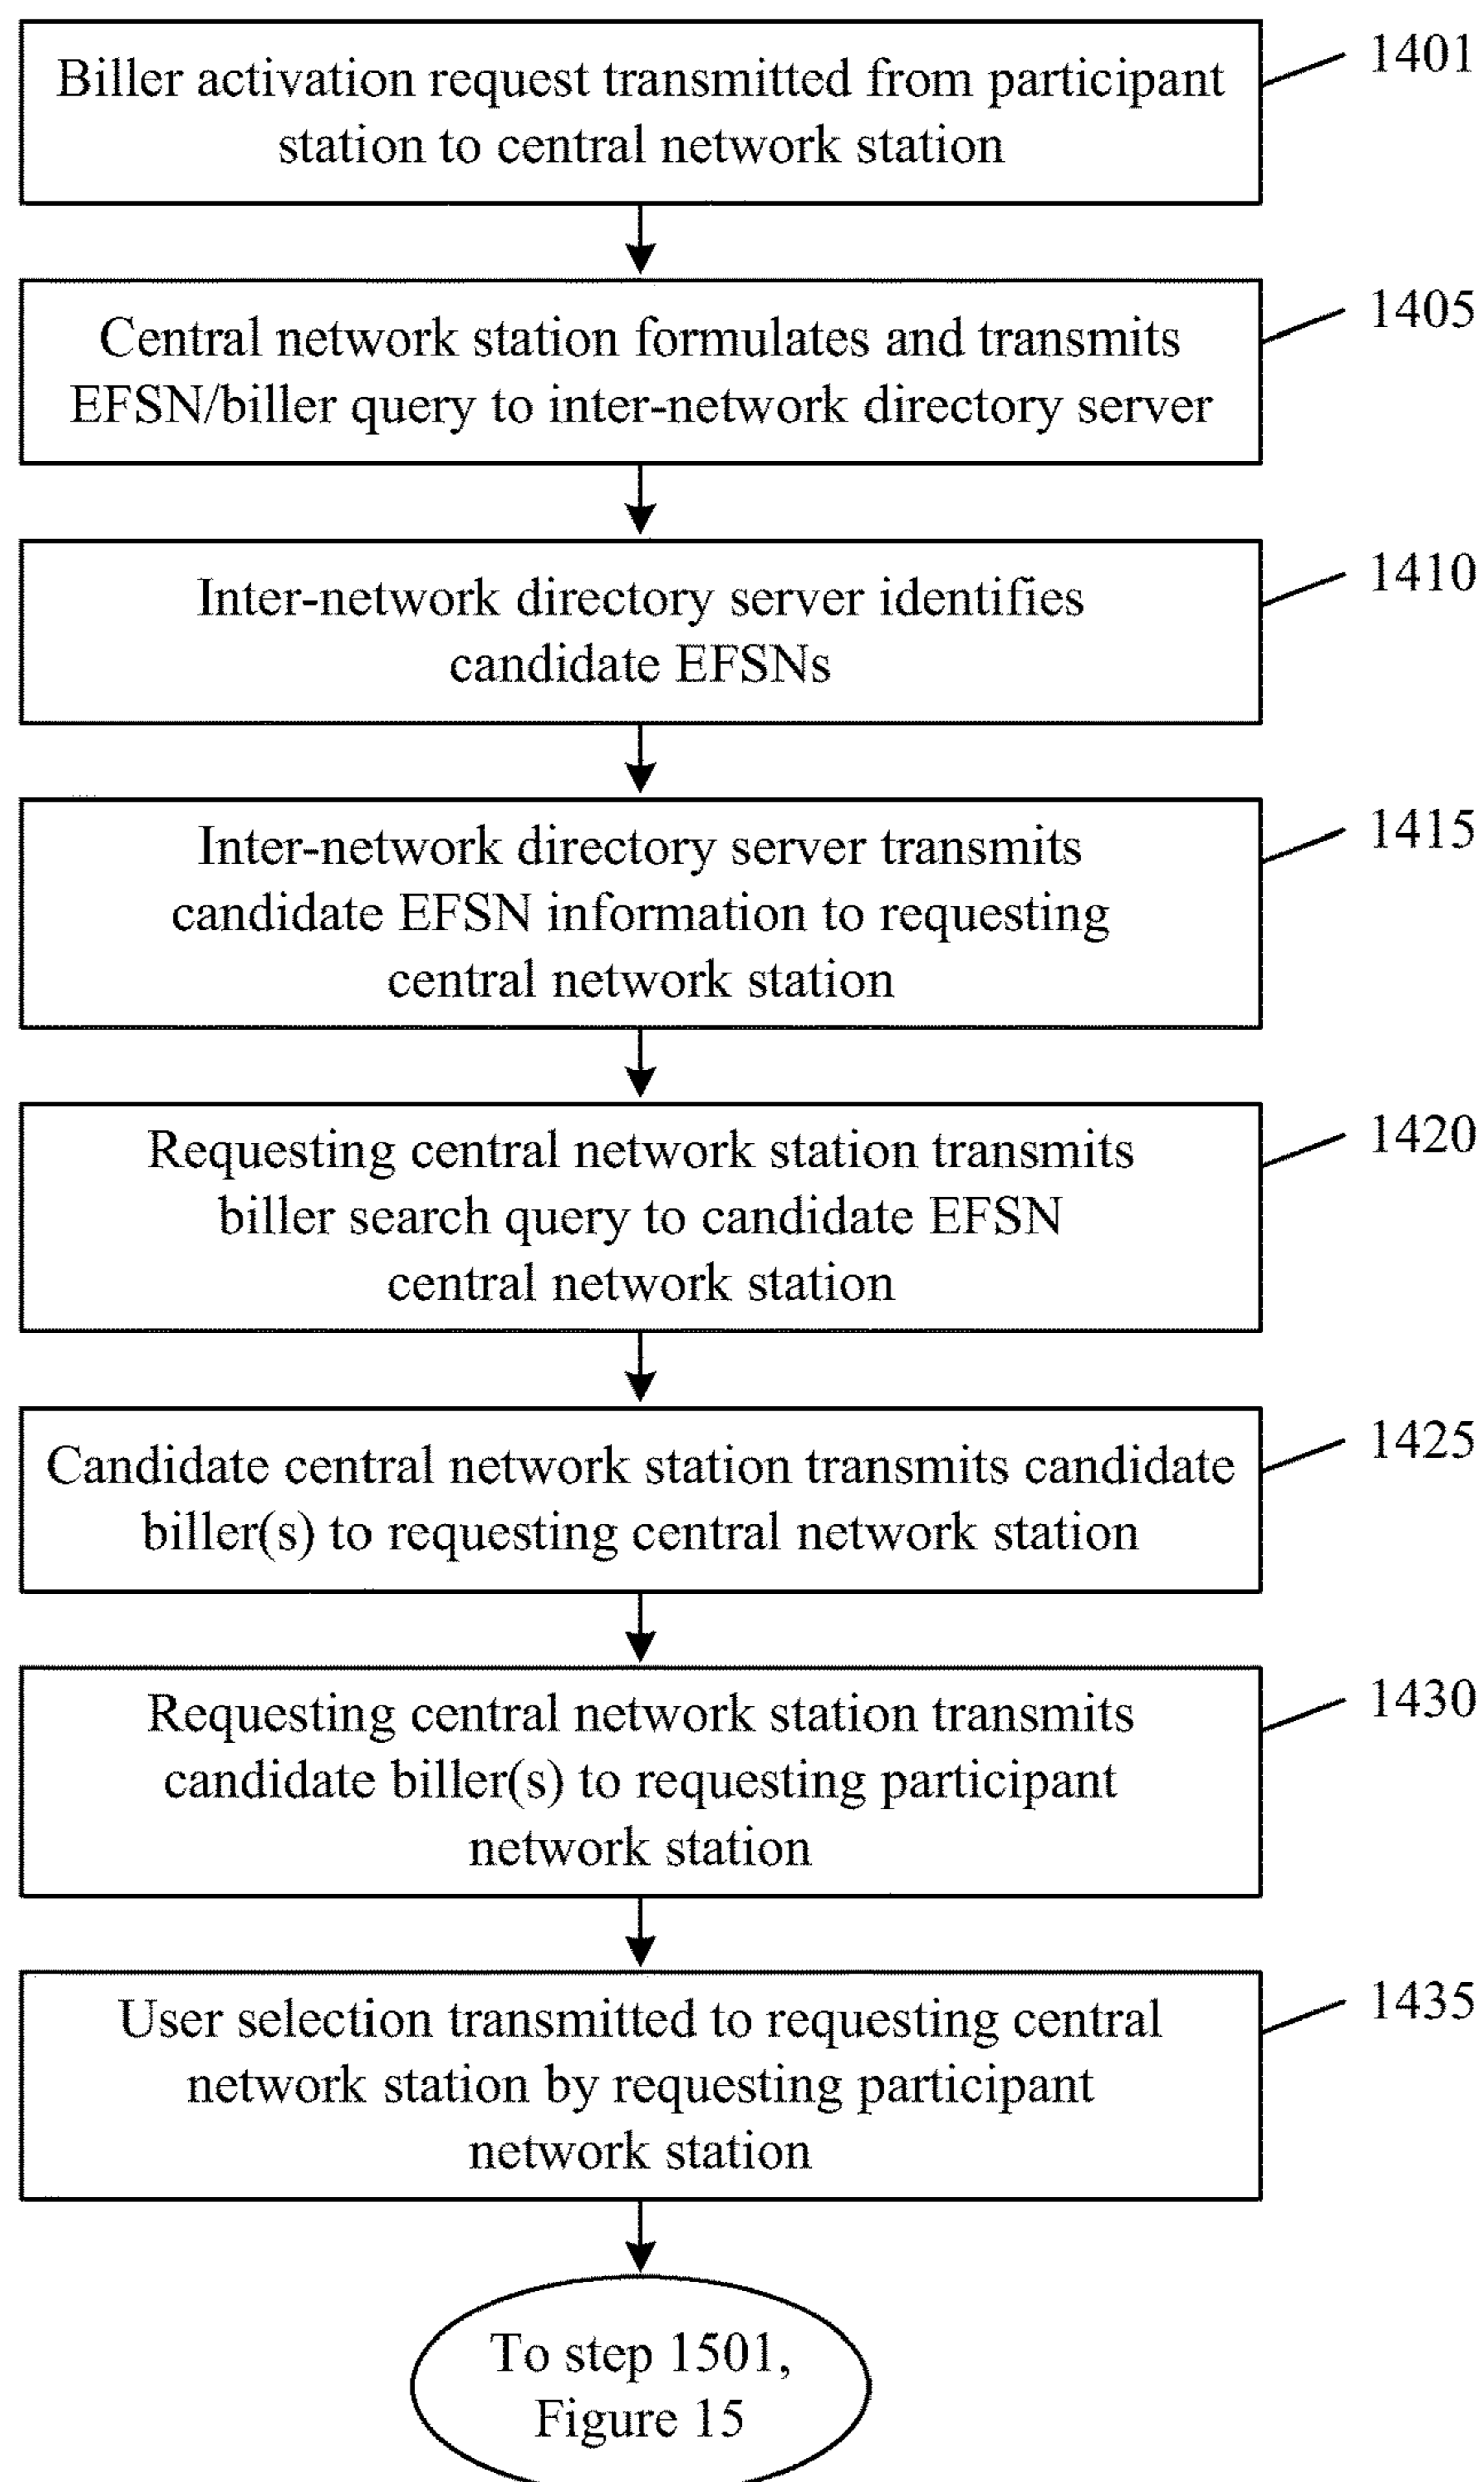 Biller activation request transmitted from participant
station to central network station
1401
Central network station formulates and transmits
EFSN/biller query to inter-network directory server
1405
Inter-network directory server identifies
candidate EFSNs
1410
Inter-network directory server transmits
candidate EFSN information to requesting
central network station
1415
Requesting central network station transmits
biller search query to candidate EFSN
central network station
1420
Candidate central network station transmits candidate
biller(s) to requesting central network station
1425
Requesting central network station transmits
candidate biller(s) to requesting participant
network station
1430
User selection transmitted to requesting central
network station by requesting participant
network station
1435
To step 1501,
Figure 15